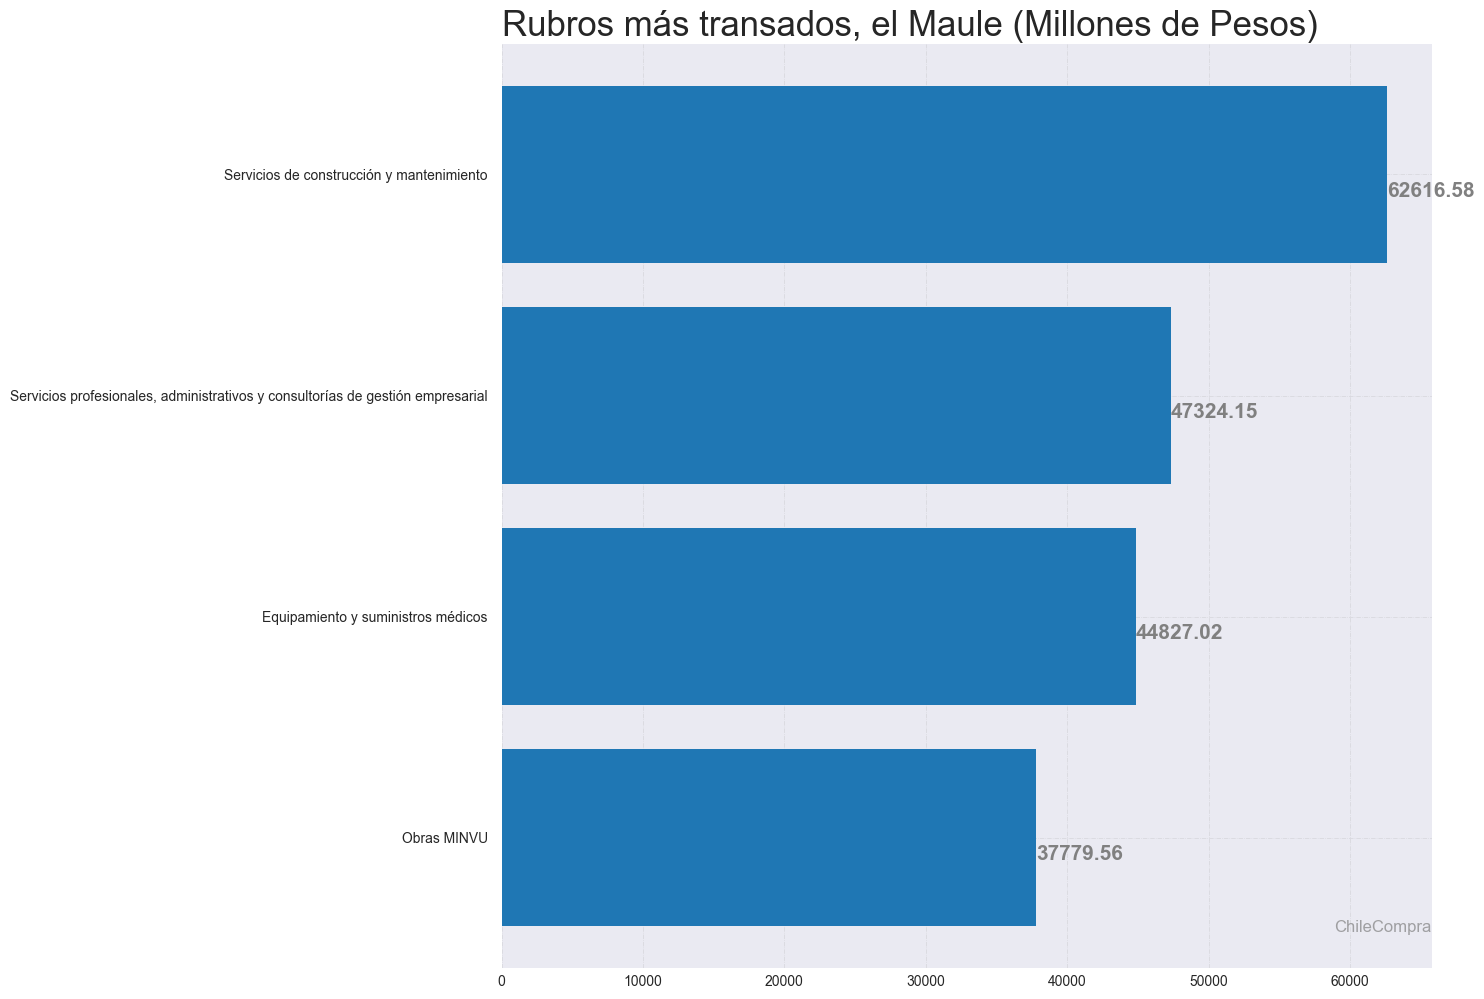 Rubros más transados, el Maule (Millones de Pesos)
Servicios de construcción y mantenimiento
62616.58
Servicios profesionales, administrativos y consultorías de gestión empresarial
47324.15
Equipamiento y suministros médicos
44827.02
Obras MINVU
37779.56
ChileCompra
0 10000 20000 30000 40000 50000 60000